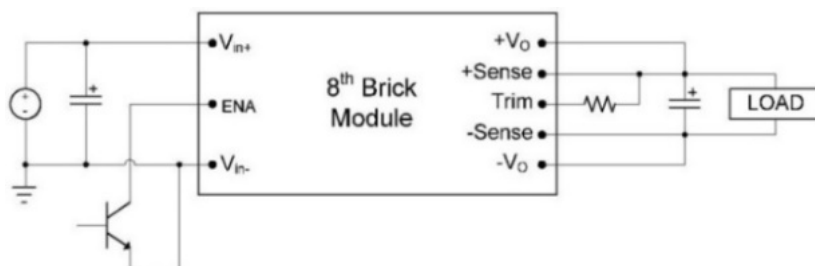 Vin+
+VO
+Sense
8th Brick
Module
ENA
Trim
LOAD
-Sense
Vin-
-VO